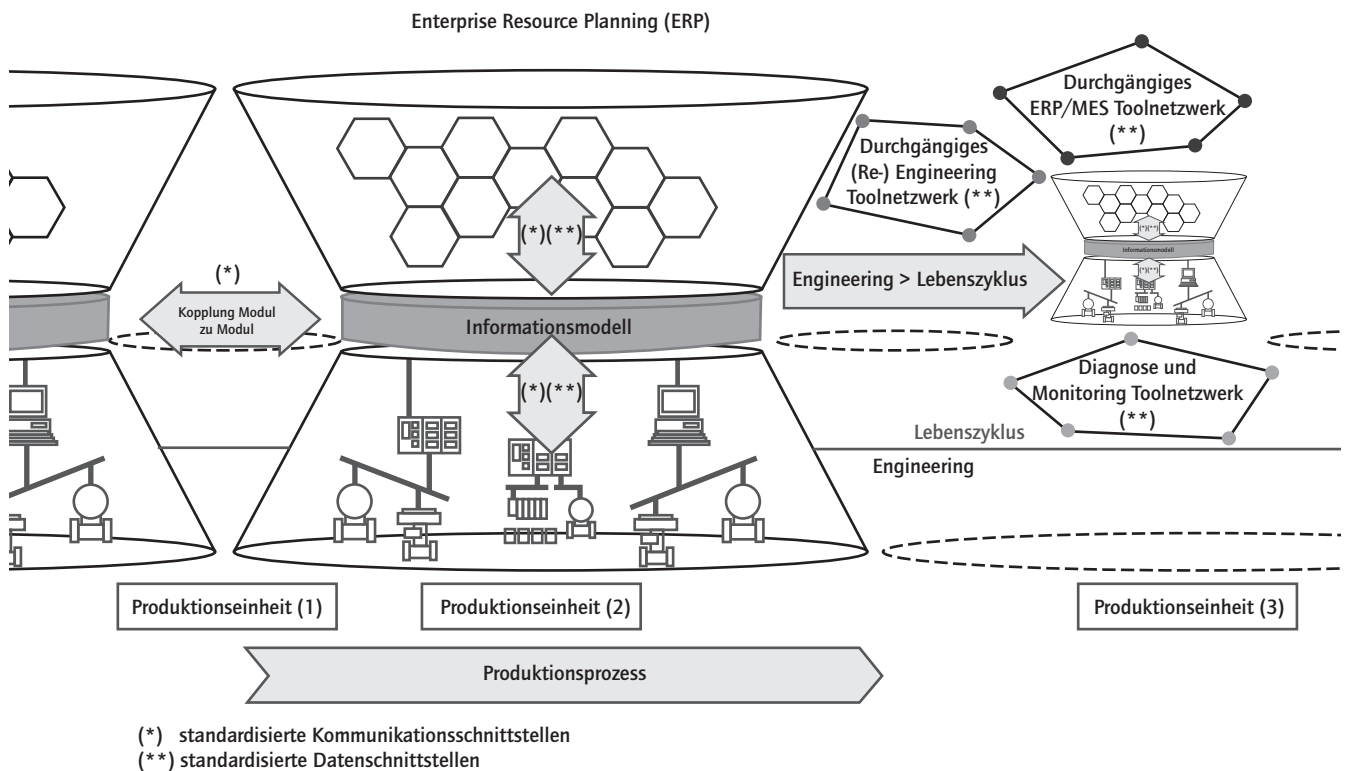 Enterprise Resource Planning (ERP)
Durchgängiges
ERP/MES Toolnetzwerk
(**)
Durchgängiges
(Re-) Engineering
Toolnetzwerk (**)
(*)(**)
(*)(**)
Informationsmodell
(*)(**)
(*)
Kopplung Modul
zu Modul
Engineering > Lebenszyklus
Informationsmodell
(*)(**)
Diagnose und
Monitoring Toolnetzwerk
(**)
Lebenszyklus
Engineering
Produktionseinheit (1)
Produktionseinheit (2)
Produktionseinheit (3)
Produktionsprozess
(*) standardisierte Kommunikationsschnittstellen
(**) standardisierte Datenschnittstellen